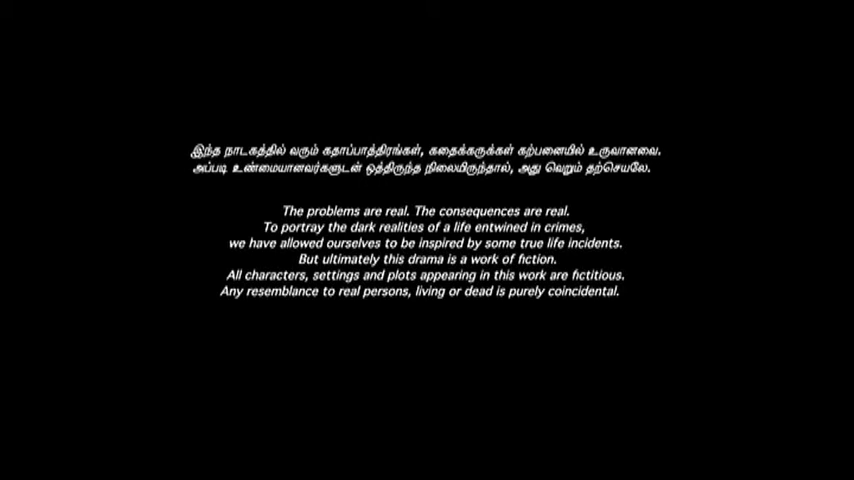 இந்த நாடகத்தில் வரும் கதாப்பாத்திரங்கள், கதைக்கருக்கள் கற்பனையில் உருவானவை.
அப்படி உண்மையானவர்களுடன் ஒத்திருந்த நிலையிருந்தால், அது வெறும் தற்செயலே.
The problems are real. The consequences are real.
To portray the dark realities of a life entwined in crimes,
we have allowed ourselves to be inspired by some true life incidents.
But ultimately this drama is a work of fiction.
All characters, settings and plots appearing in this work are fictitious.
Any resemblance to real persons, living or dead is purely coincidental.